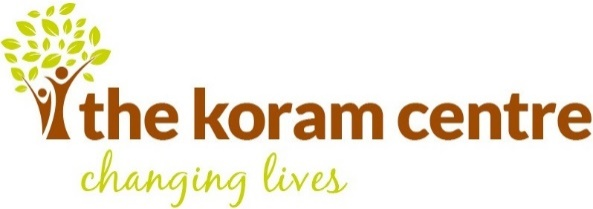 the koram centre
changing lives